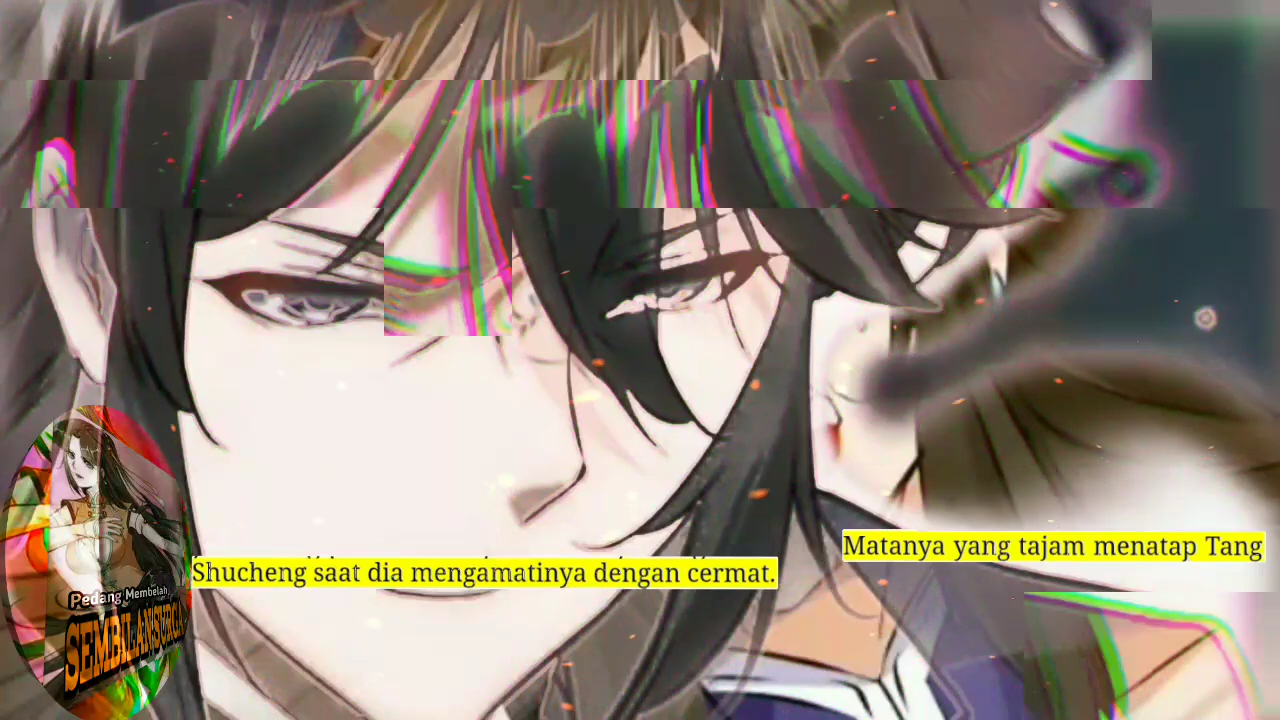 Matanya yang tajam menatap Tang
Shucheng saat dia mengamatinya dengan cermat.
Pedang Membelah
SEMBILAN SURGA